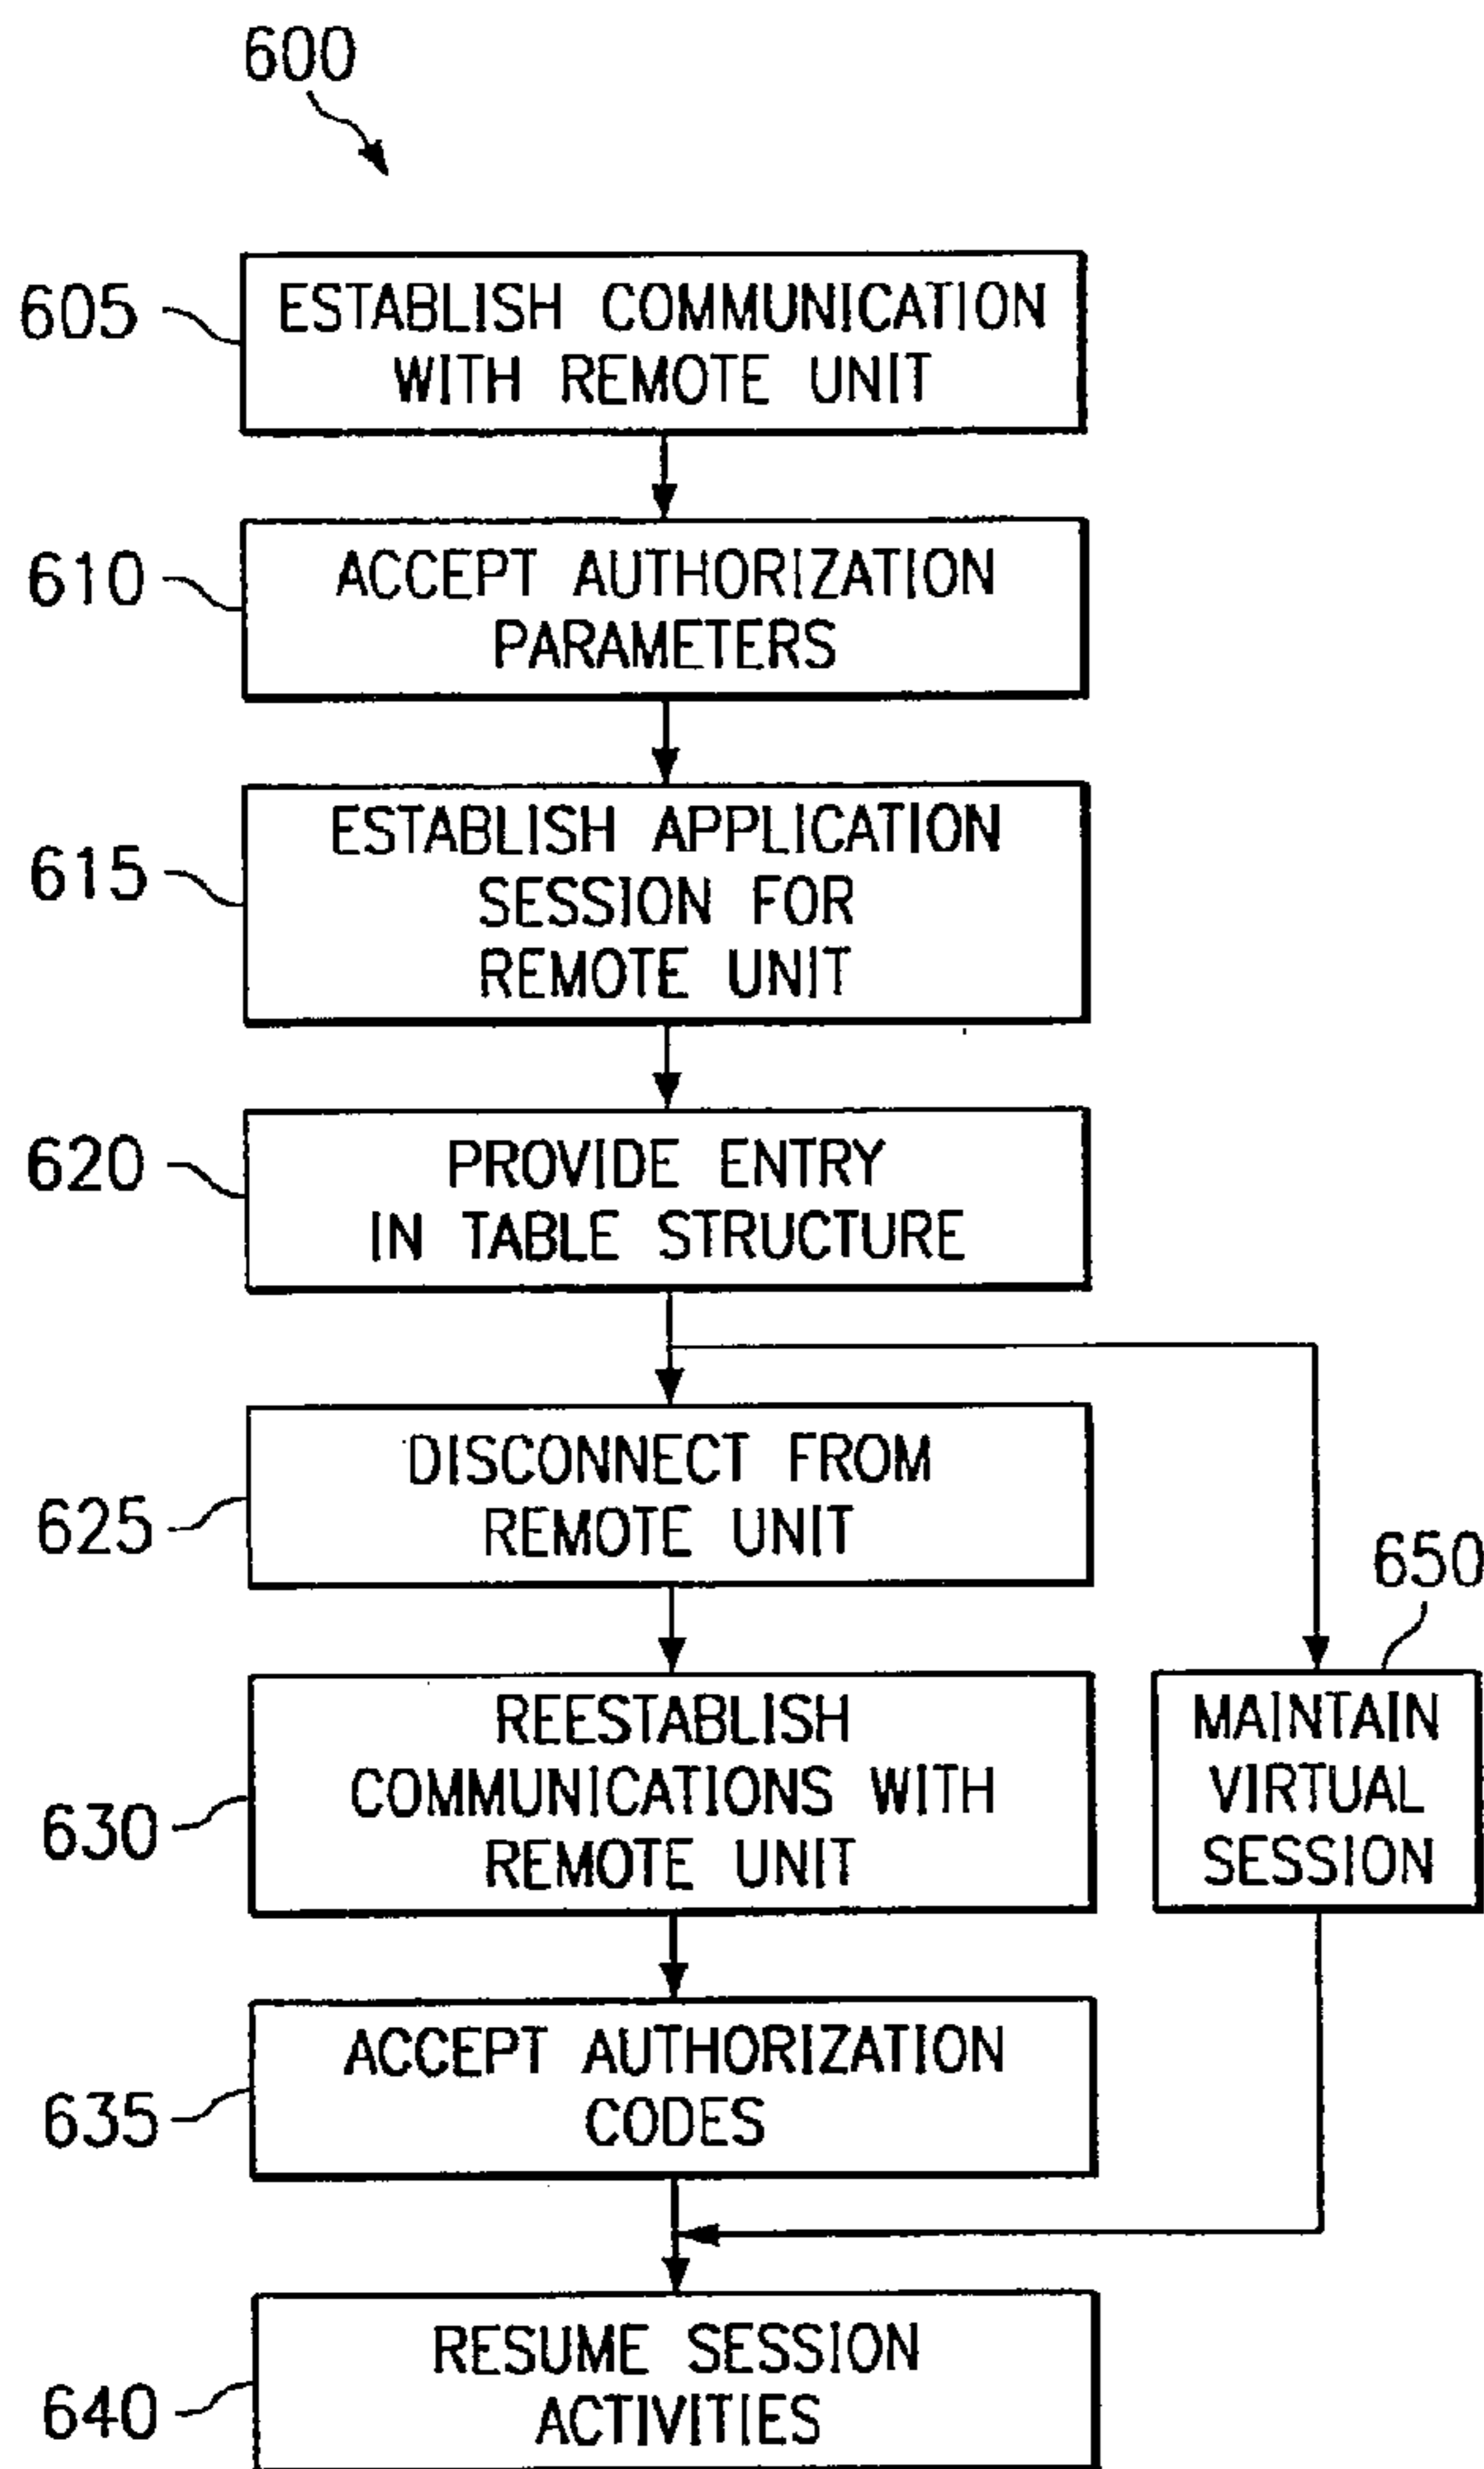 600
605
ESTABLISH COMMUNICATION
WITH REMOTE UNIT
610
ACCEPT AUTHORIZATION
PARAMETERS
615
ESTABLISH APPLICATION
SESSION FOR
REMOTE UNIT
620
PROVIDE ENTRY
IN TABLE STRUCTURE
625
DISCONNECT FROM
REMOTE UNIT
630
REESTABLISH
COMMUNICATIONS WITH
REMOTE UNIT
650
MAINTAIN
VIRTUAL
SESSION
635
ACCEPT AUTHORIZATION
CODES
640
RESUME SESSION
ACTIVITIES